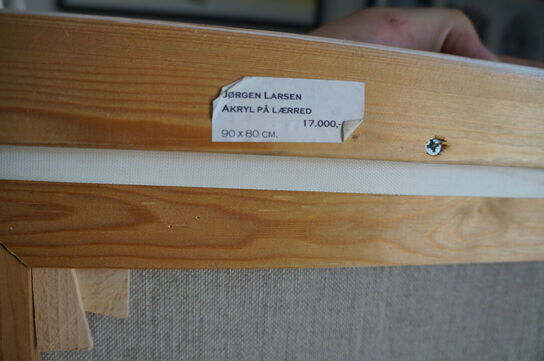 JØRGEN LARSEN
AKRYL PÅ LÆRRED
17.000,-
90 X 80 CM.